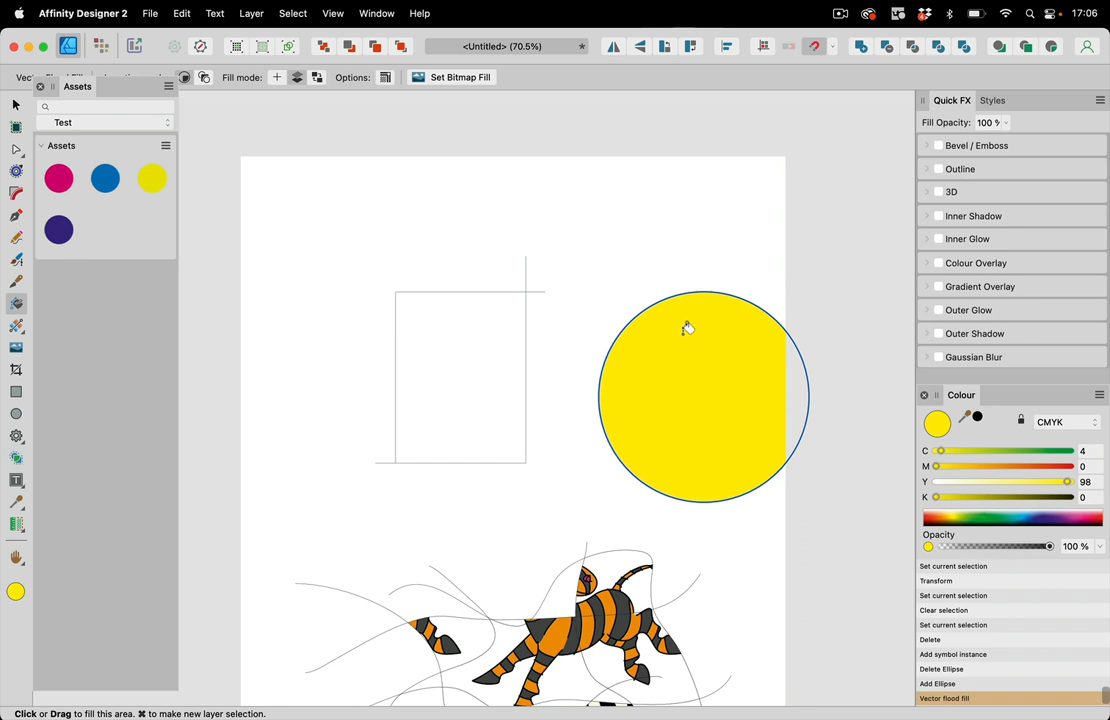 Affinity Designer 2 File Edit Text Layer Select View Window Help 17:06
<Untitled> (70.5%) *
Fill mode: Options: Set Bitmap Fill
Assets
Test
Assets
Quick FX Styles
Fill Opacity: 100 %
Bevel / Emboss
Outline
3D
Inner Shadow
Inner Glow
Colour Overlay
Gradient Overlay
Outer Glow
Outer Shadow
Gaussian Blur
Colour
CMYK
C 4
M 0
Y 98
K 0
Opacity
100 %
Set current selection
Transform
Set current selection
Clear selection
Set current selection
Delete
Add symbol instance
Delete Ellipse
Add Ellipse
Vector flood fill
Click or Drag to fill this area. ⌘ to make new layer selection.